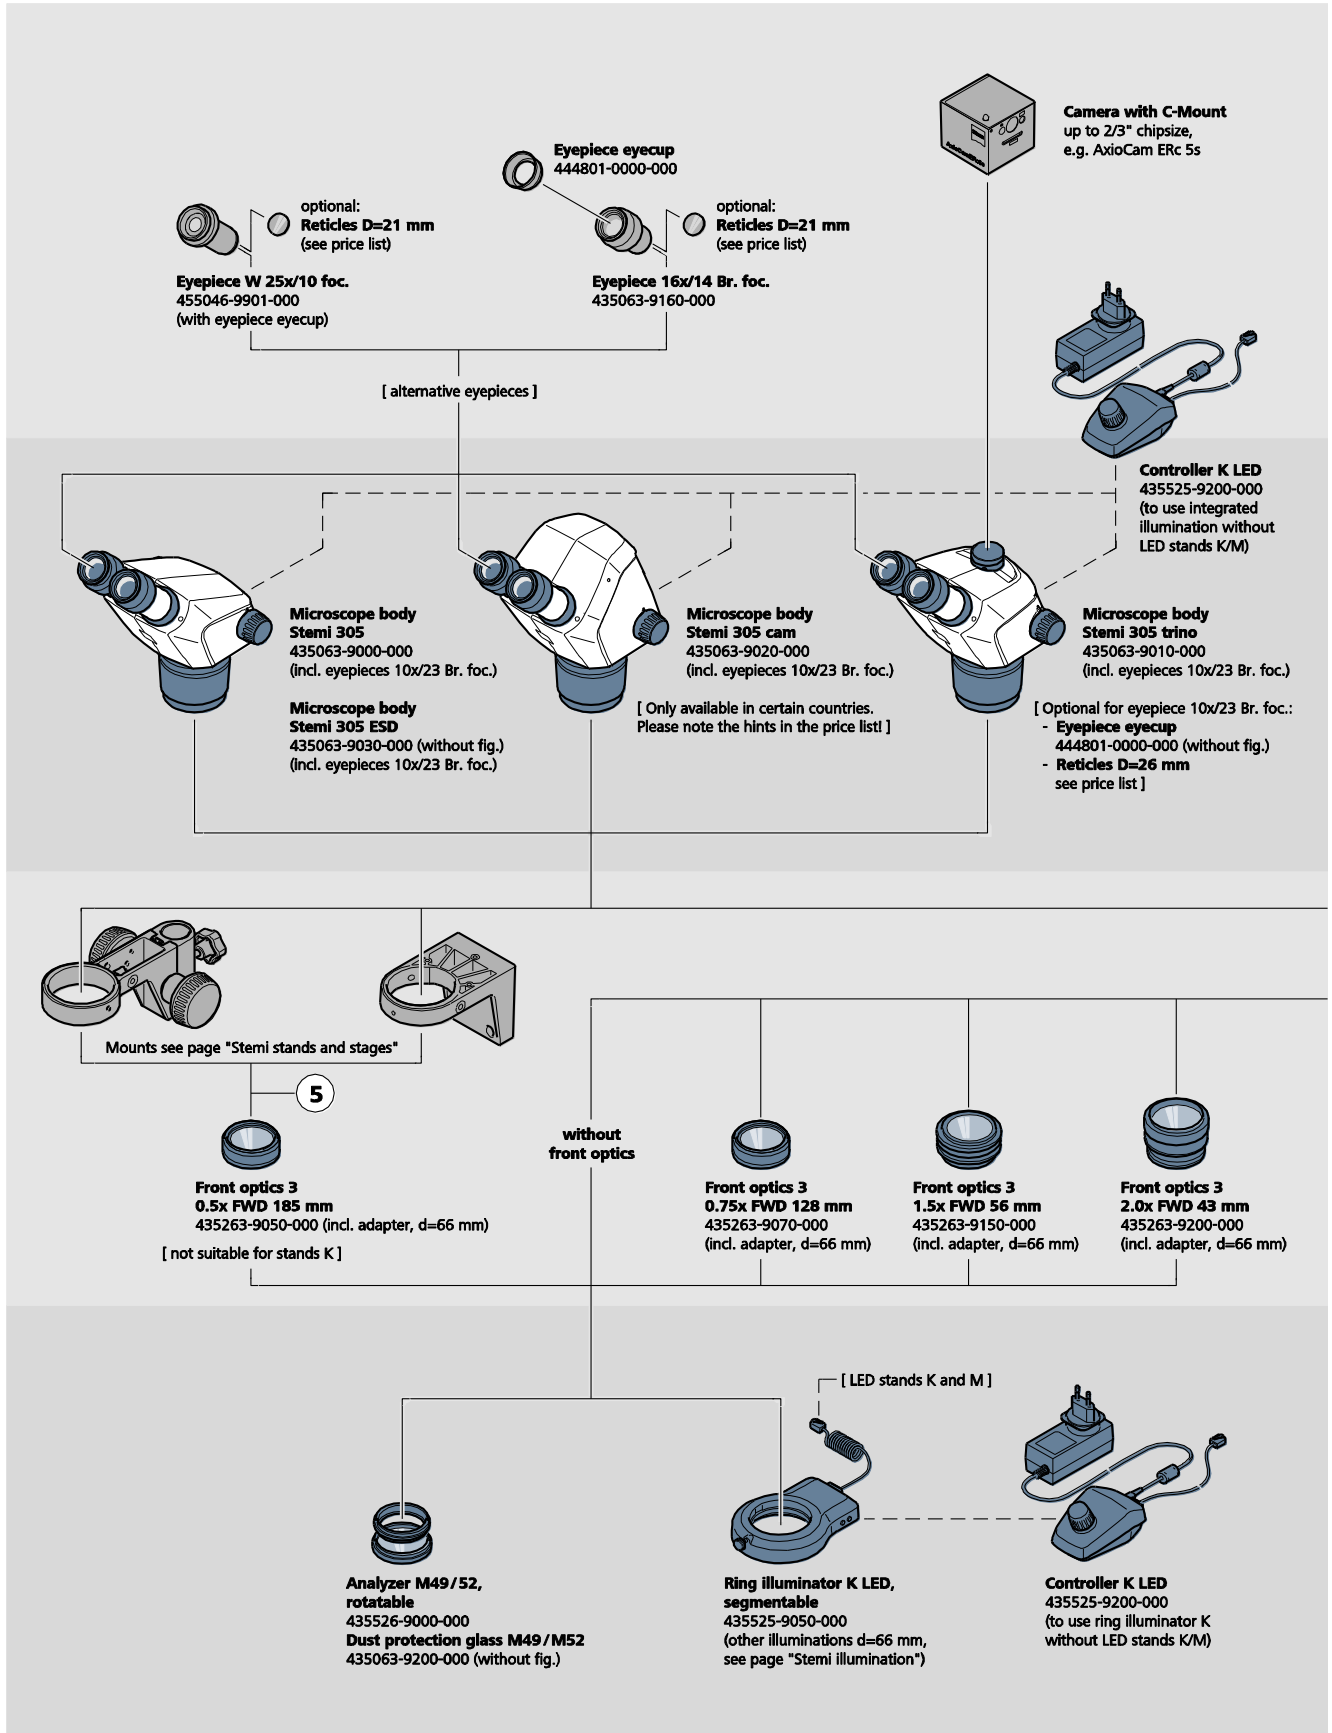 Camera with C-Mount
up to 2/3" chipsize,
e.g. AxioCam ERc 5s
Eyepiece eyecup
444801-0000-000
optional:
Reticles D=21 mm
(see price list)
optional:
Reticles D=21 mm
(see price list)
Eyepiece W 25x/10 foc.
455046-9901-000
(with eyepiece eyecup)
Eyepiece 16x/14 Br. foc.
435063-9160-000
[ alternative eyepieces ]
Controller K LED
435525-9200-000
(to use integrated
illumination without
LED stands K/M)
Microscope body
Stemi 305
435063-9000-000
(incl. eyepieces 10x/23 Br. foc.)
Microscope body
Stemi 305 ESD
435063-9030-000 (without fig.)
(incl. eyepieces 10x/23 Br. foc.)
Microscope body
Stemi 305 cam
435063-9020-000
(incl. eyepieces 10x/23 Br. foc.)
[ Only available in certain countries.
Please note the hints in the price list! ]
Microscope body
Stemi 305 trino
435063-9010-000
(incl. eyepieces 10x/23 Br. foc.)
[ Optional for eyepiece 10x/23 Br. foc.:
- Eyepiece eyecup
444801-0000-000 (without fig.)
- Reticles D=26 mm
see price list ]
Mounts see page "Stemi stands and stages"
5
without
front optics
Front optics 3
0.5x FWD 185 mm
435263-9050-000 (incl. adapter, d=66 mm)
[ not suitable for stands K ]
Front optics 3
0.75x FWD 128 mm
435263-9070-000
(incl. adapter, d=66 mm)
Front optics 3
1.5x FWD 56 mm
435263-9150-000
(incl. adapter, d=66 mm)
Front optics 3
2.0x FWD 43 mm
435263-9200-000
(incl. adapter, d=66 mm)
[ LED stands K and M ]
Analyzer M49/52,
rotatable
435526-9000-000
Dust protection glass M49/M52
435063-9200-000 (without fig.)
Ring illuminator K LED,
segmentable
435525-9050-000
(other illuminations d=66 mm,
see page "Stemi illumination")
Controller K LED
435525-9200-000
(to use ring illuminator K
without LED stands K/M)